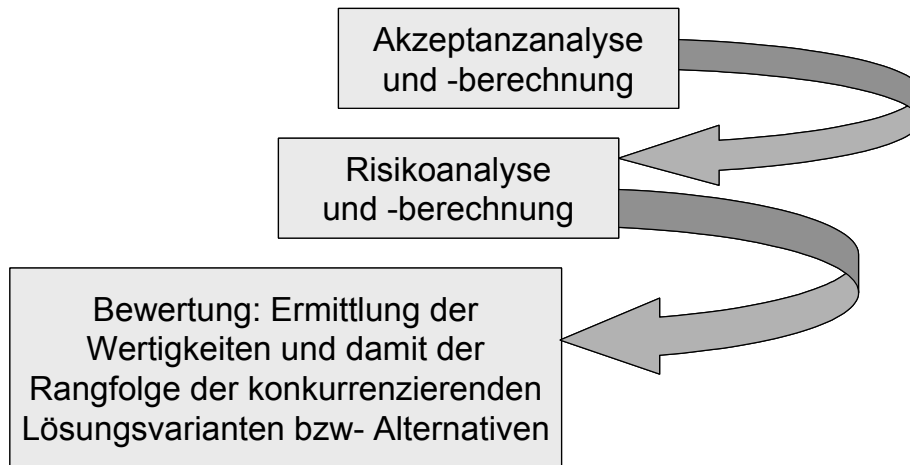 Akzeptanzanalyse
und -berechnung
Risikoanalyse
und -berechnung
Bewertung: Ermittlung der
Wertigkeiten und damit der
Rangfolge der konkurrenzierenden
Lösungsvarianten bzw- Alternativen